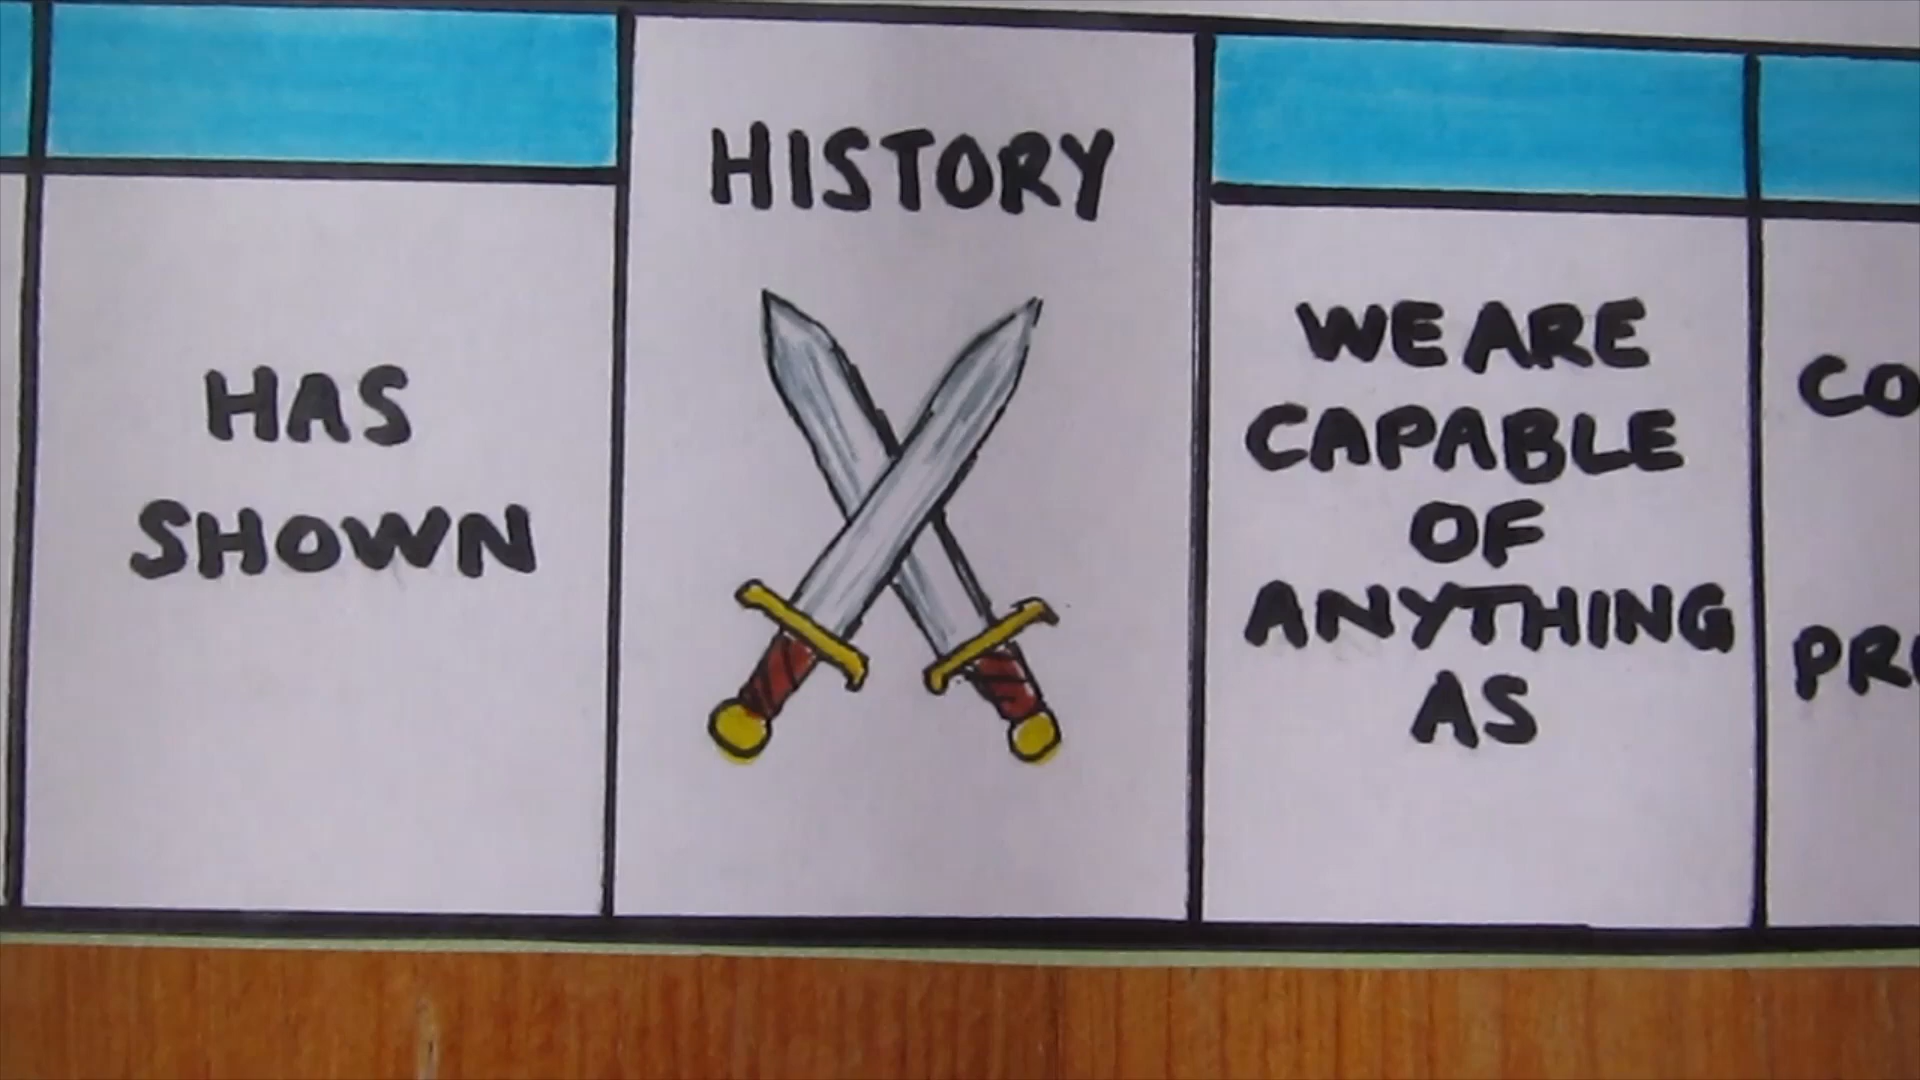 HAS
SHOWN
HISTORY
WE ARE
CAPABLE
OF
ANYTHING
AS